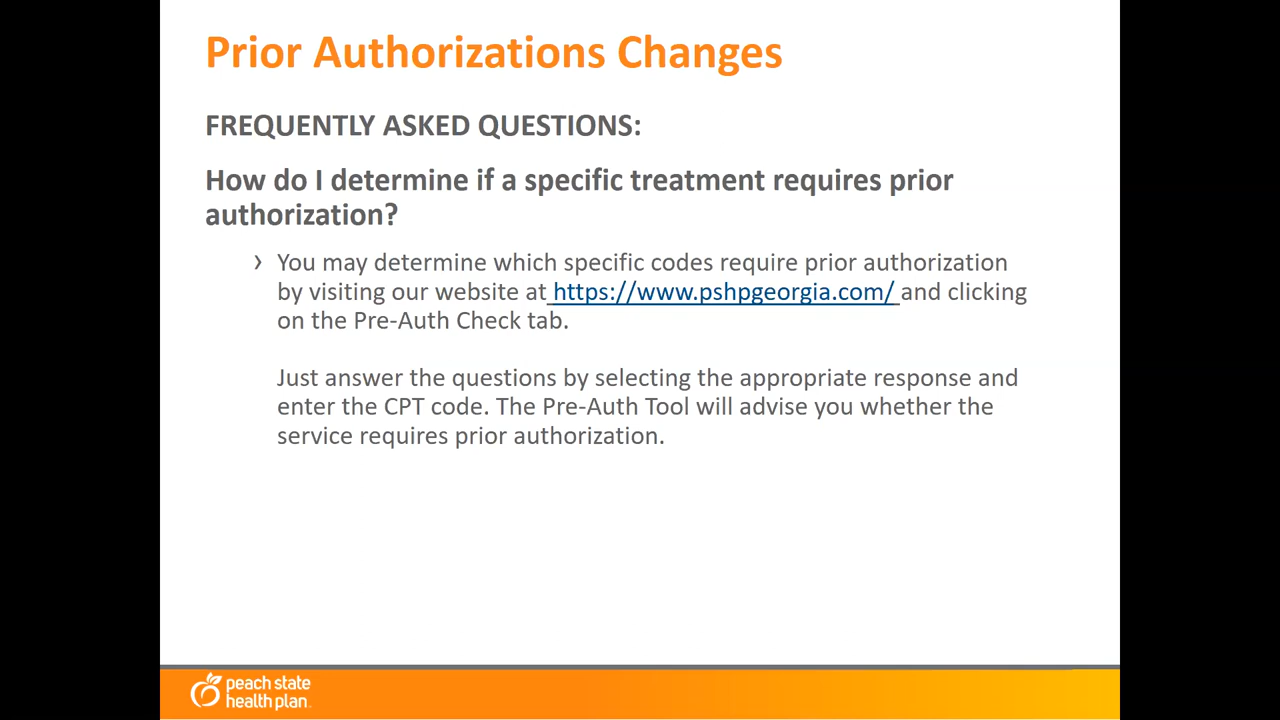 Prior Authorizations Changes
FREQUENTLY ASKED QUESTIONS:
How do I determine if a specific treatment requires prior
authorization?
› You may determine which specific codes require prior authorization
by visiting our website at https://www.pshpgeorgia.com/ and clicking
on the Pre-Auth Check tab.
Just answer the questions by selecting the appropriate response and
enter the CPT code. The Pre-Auth Tool will advise you whether the
service requires prior authorization.
peach state
health plan.